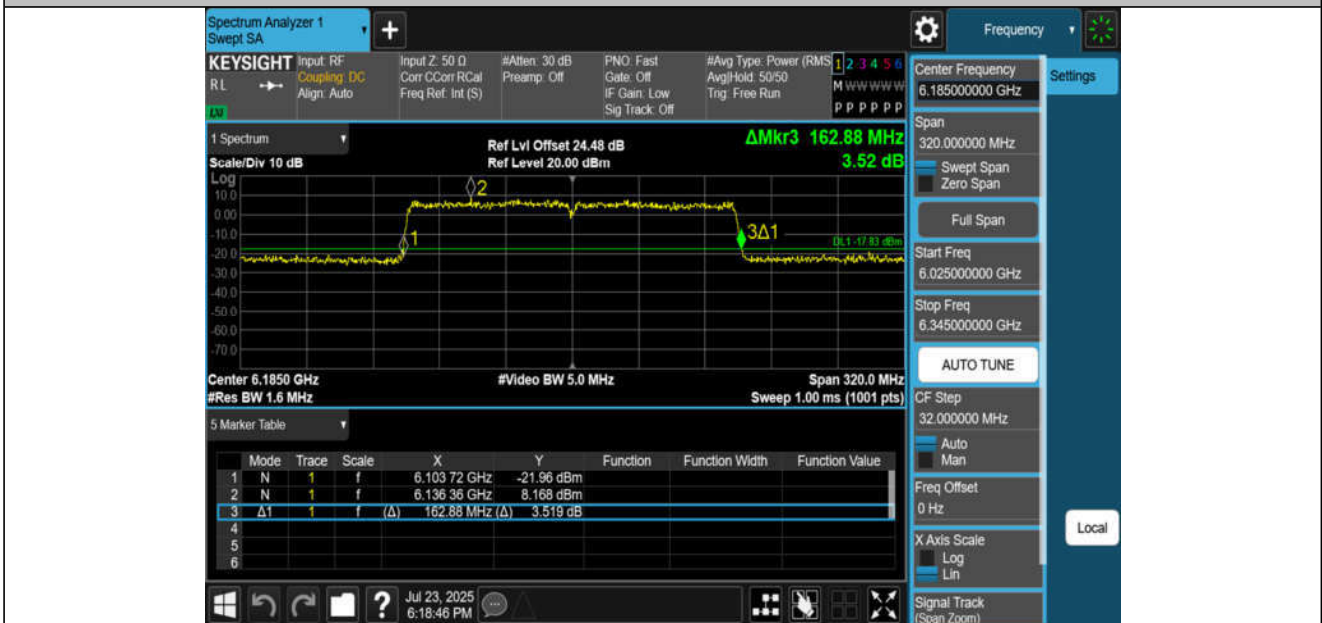 Spectrum Analyzer 1
Swept SA
+
Frequency
KEYSIGHT
RL
LXI
Input: RF
Coupling: DC
Align: Auto
Input Z: 50 Ω
Corr CCorr RCal
Freq Ref: Int (S)
#Atten: 30 dB
Preamp: Off
PNO: Fast
Gate: Off
IF Gain: Low
Sig Track: Off
#Avg Type: Power (RMS
Avg|Hold: 50/50
Trig: Free Run
1 2 3 4 5 6
M W W W W W
P P P P P P
Center Frequency
6.185000000 GHz
Settings
Span
320.000000 MHz
Swept Span
Zero Span
Full Span
Start Freq
6.025000000 GHz
Stop Freq
6.345000000 GHz
AUTO TUNE
CF Step
32.000000 MHz
Auto
Man
Freq Offset
0 Hz
X Axis Scale
Log
Lin
Signal Track
(Span Zoom)
Local
1 Spectrum
Scale/Div 10 dB
Ref Lvl Offset 24.48 dB
Ref Level 20.00 dBm
ΔMkr3 162.88 MHz
3.52 dB
Log
10.0
0.00
-10.0
-20.0
-30.0
-40.0
-50.0
-60.0
-70.0
2
1
3Δ1
DL1 -17.83 dBm
Center 6.1850 GHz
#Video BW 5.0 MHz
Span 320.0 MHz
#Res BW 1.6 MHz
Sweep 1.00 ms (1001 pts)
5 Marker Table
Mode Trace Scale X Y Function Function Width Function Value
1 N 1 f 6.103 72 GHz -21.96 dBm
2 N 1 f 6.136 36 GHz 8.168 dBm
3 Δ1 1 f (Δ) 162.88 MHz (Δ) 3.519 dB
4
5
6
?
Jul 23, 2025
6:18:46 PM